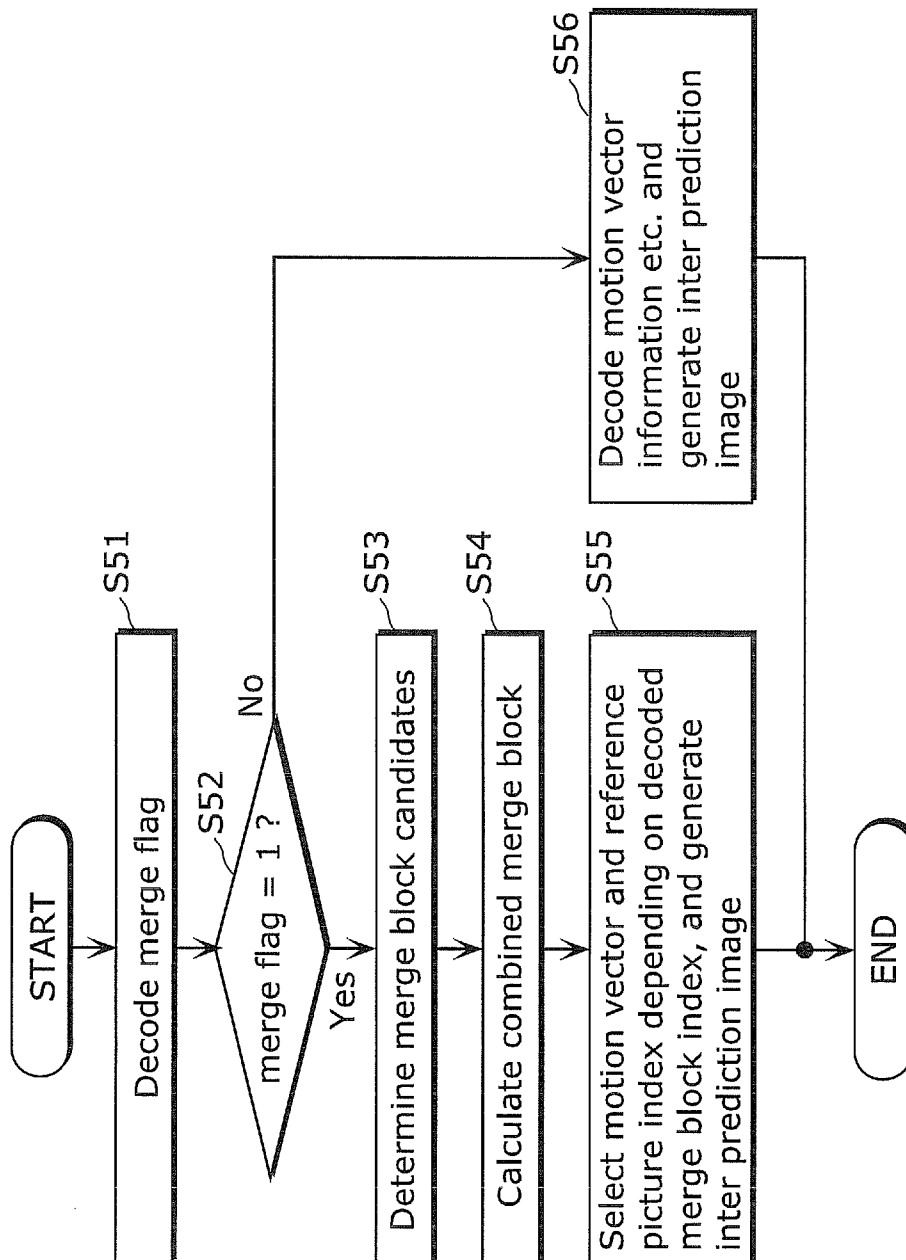 START
S51
Decode merge flag
S52
merge flag = 1 ?
No
Yes
S53
Determine merge block candidates
S54
Calculate combined merge block
S55
Select motion vector and reference
picture index depending on decoded
merge block index, and generate
inter prediction image
S56
Decode motion vector
information etc. and
generate inter prediction
image
END